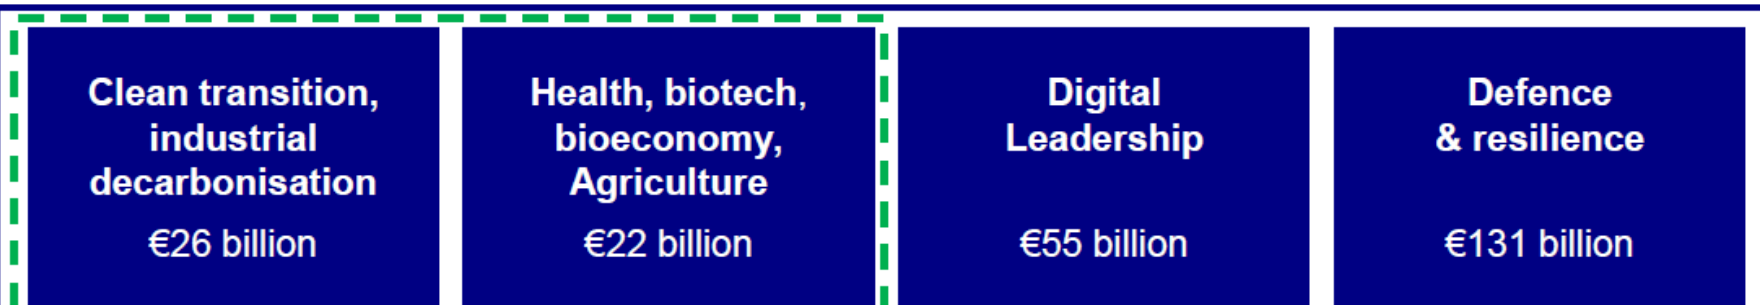 Clean transition,
industrial
decarbonisation
€26 billion
Health, biotech,
bioeconomy,
Agriculture
€22 billion
Digital
Leadership
€55 billion
Defence
& resilience
€131 billion